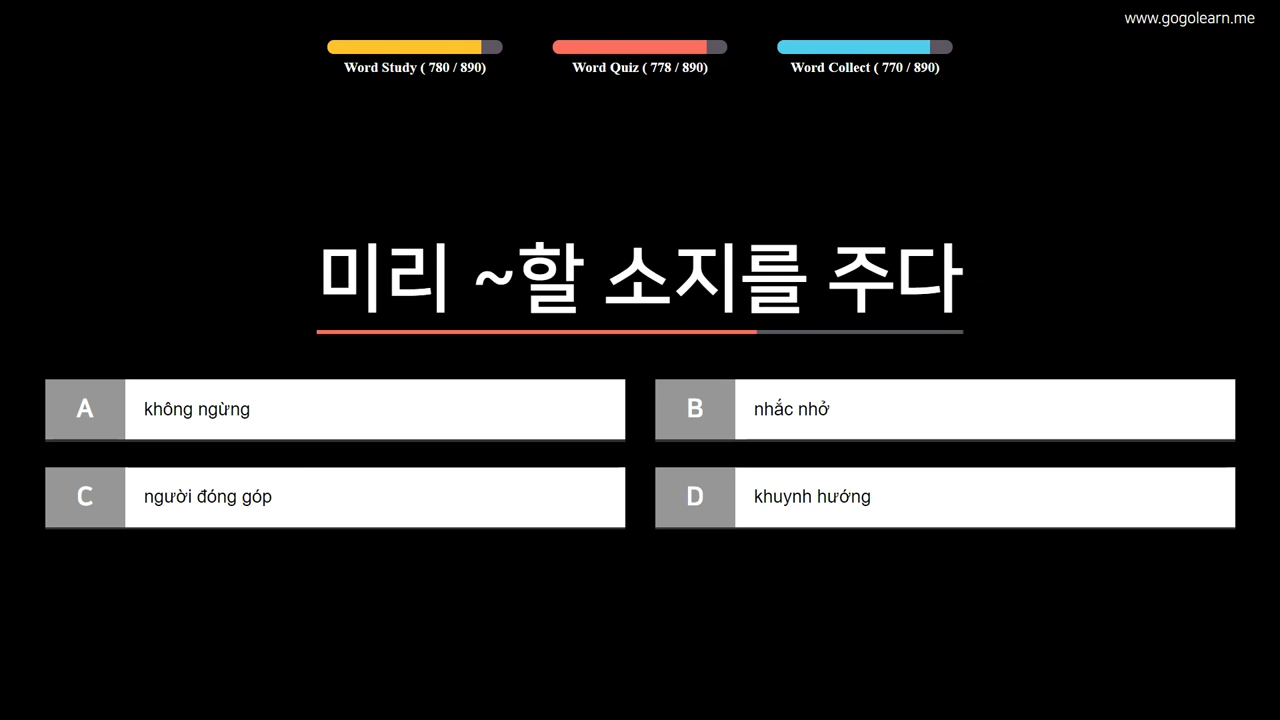 www.gogolearn.me
Word Study ( 780 / 890)
Word Quiz ( 778 / 890)
Word Collect ( 770 / 890)
미리 ~할 소지를 주다
A không ngừng
B nhắc nhở
C người đóng góp
D khuynh hướng